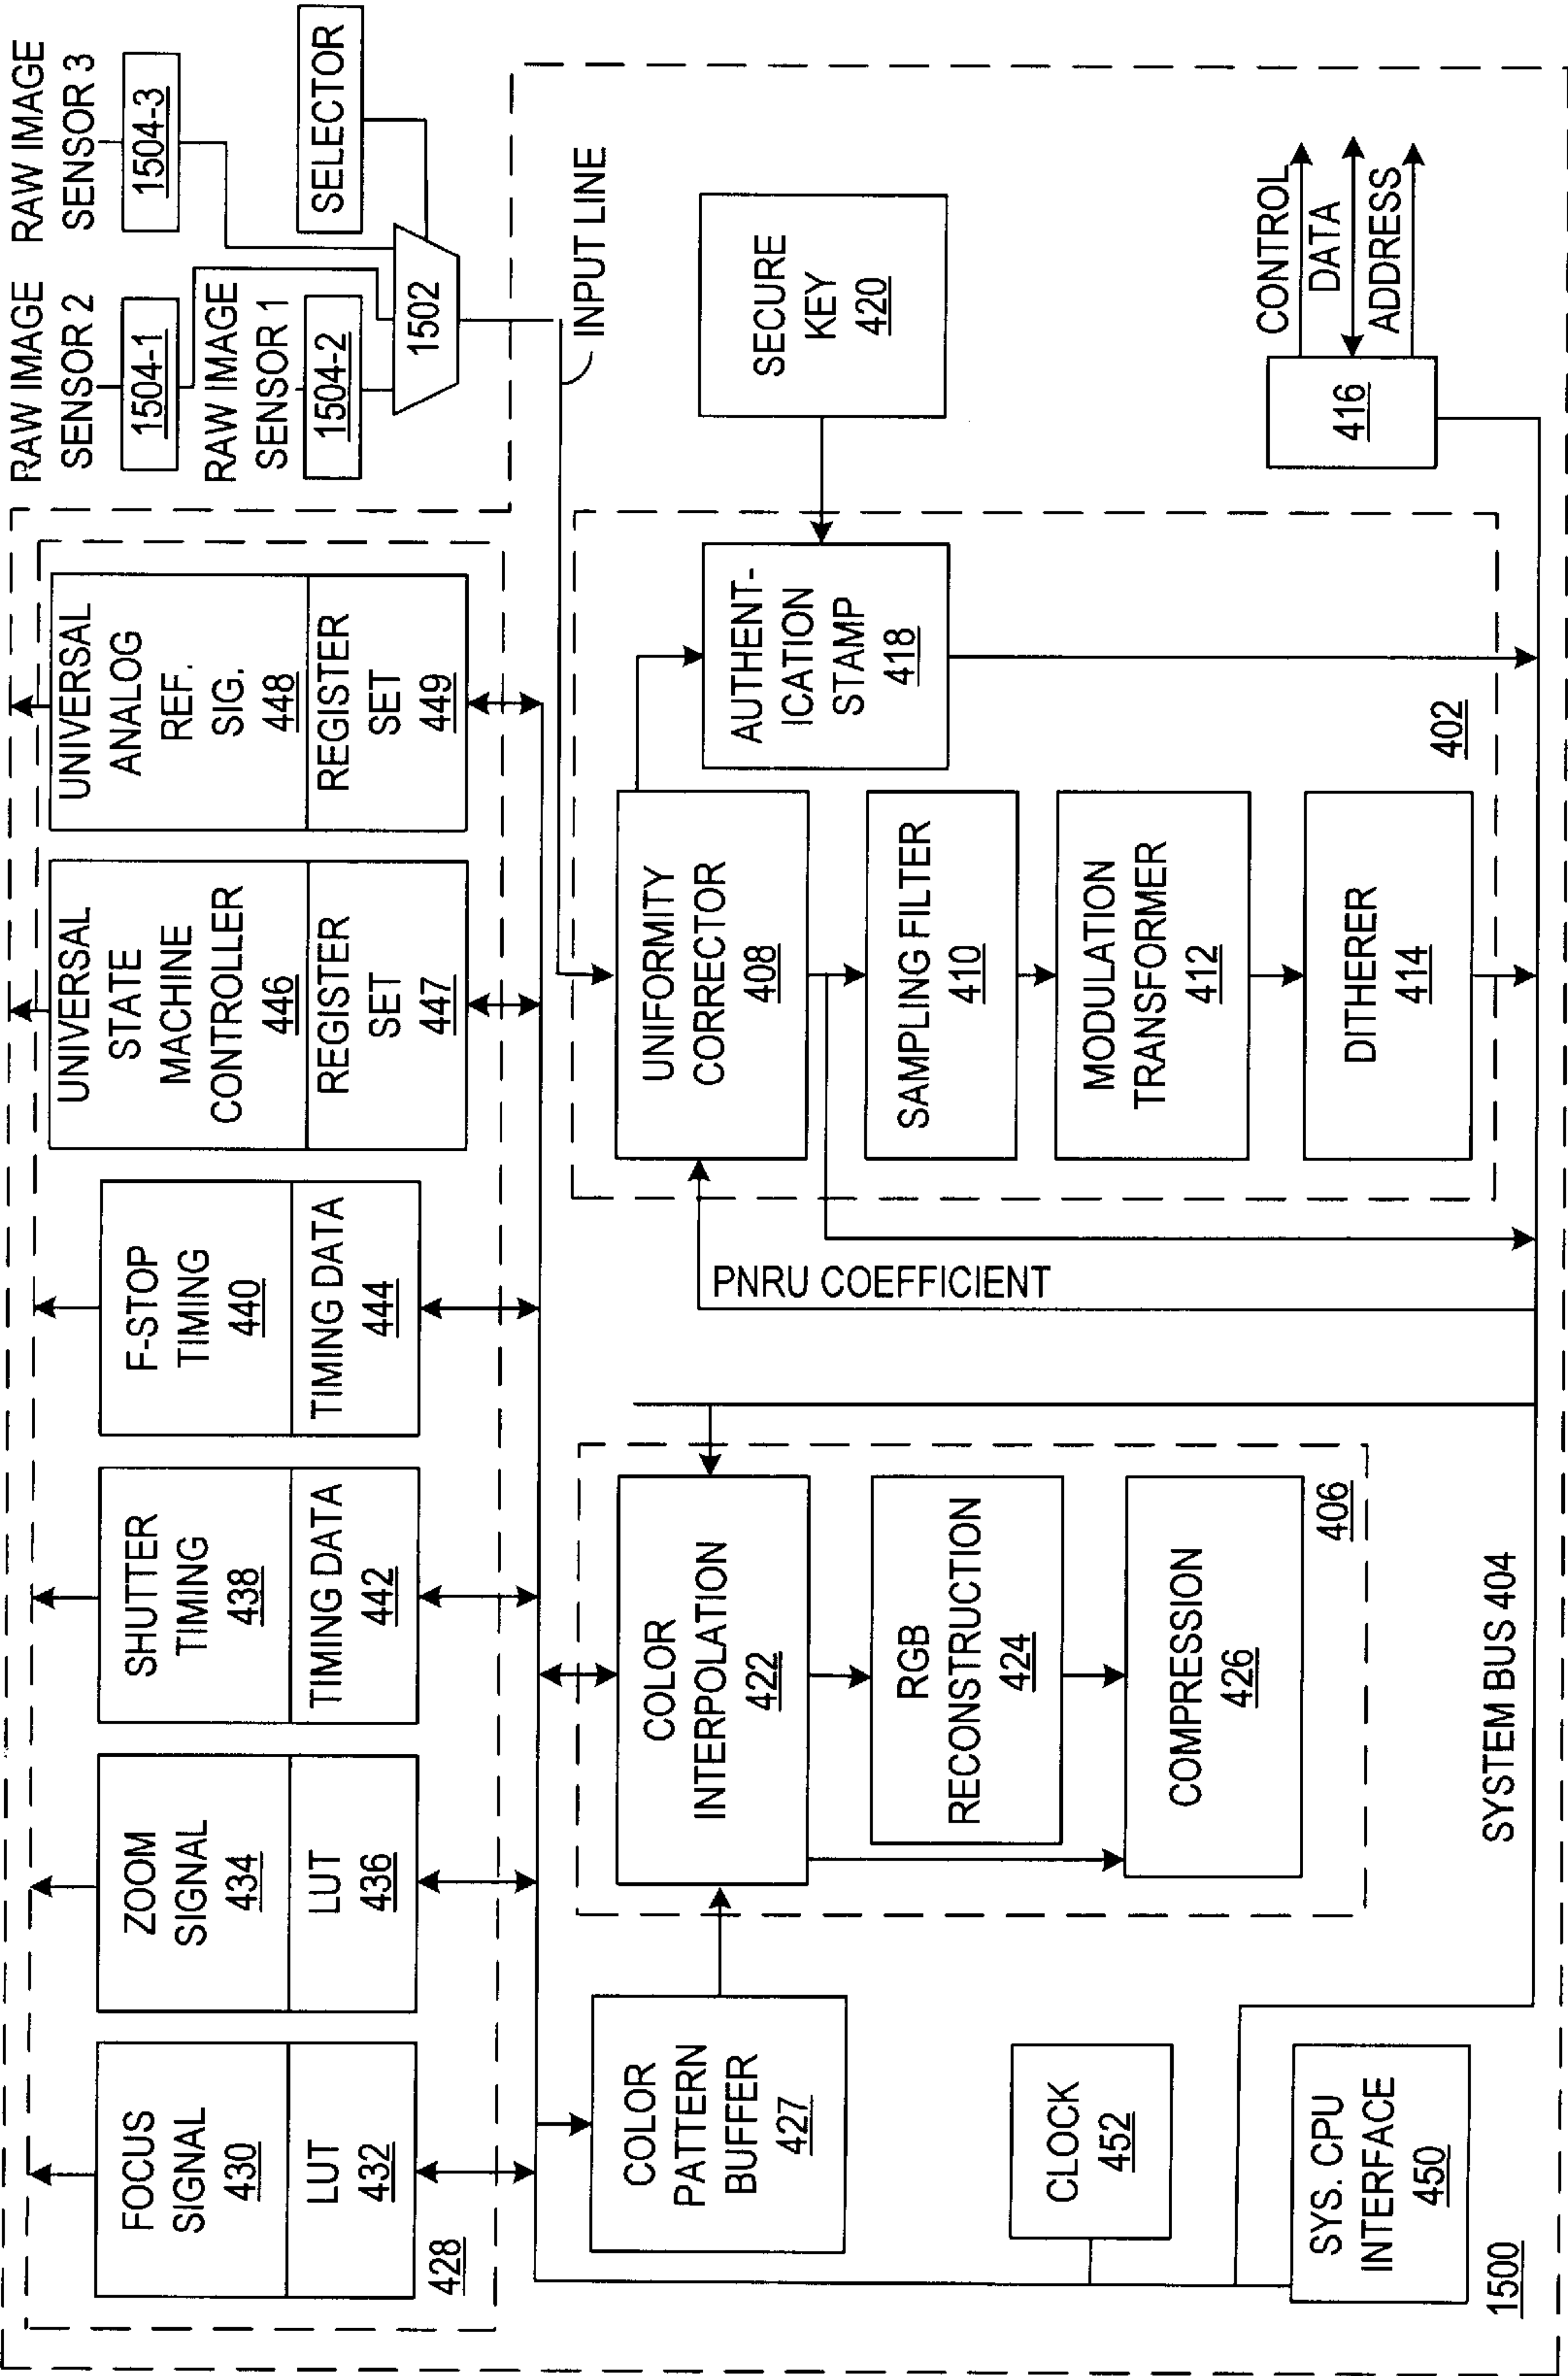 FOCUS
SIGNAL
430
LUT
432
428
ZOOM
SIGNAL
434
LUT
436
SHUTTER
TIMING
438
TIMING DATA
442
F-STOP
TIMING
440
TIMING DATA
444
UNIVERSAL
STATE
MACHINE
CONTROLLER
446
REGISTER
SET
447
UNIVERSAL
ANALOG
REF.
SIG.
448
REGISTER
SET
449
RAW IMAGE
SENSOR 2
1504-1
RAW IMAGE
SENSOR 1
1504-2
RAW IMAGE
SENSOR 3
1504-3
SELECTOR
1502
INPUT LINE
COLOR
PATTERN
BUFFER
427
COLOR
INTERPOLATION
422
RGB
RECONSTRUCTION
424
COMPRESSION
426
406
PNRU COEFFICIENT
UNIFORMITY
CORRECTOR
408
SAMPLING FILTER
410
MODULATION
TRANSFORMER
412
DITHERER
414
AUTHENT-
ICATION
STAMP
418
402
SECURE
KEY
420
CONTROL
DATA
ADDRESS
416
CLOCK
452
SYS. CPU
INTERFACE
450
SYSTEM BUS 404
1500